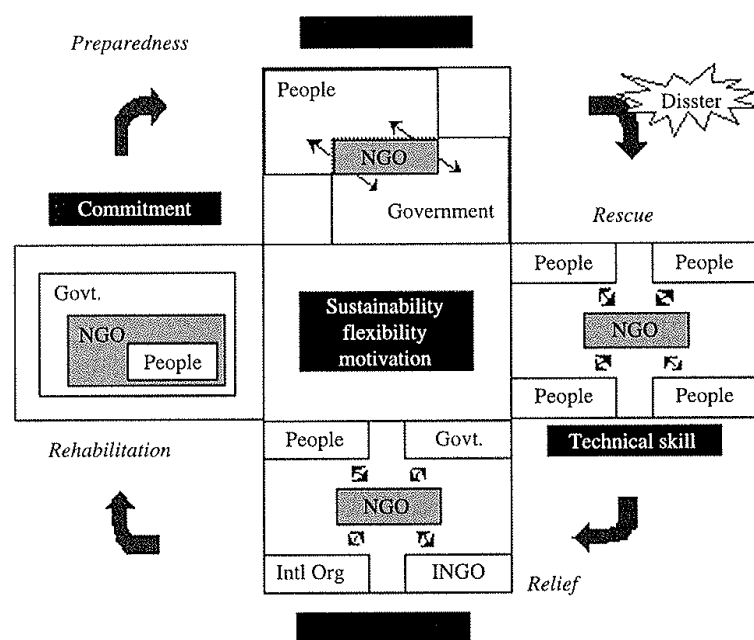 Preparedness
People
Disster
NGO
Commitment
Government
Rescue
Govt.
NGO
People
Sustainability
flexibility
motivation
People
People
NGO
People
People
Rehabilitation
People
Govt.
Technical skill
NGO
Intl Org
INGO
Relief